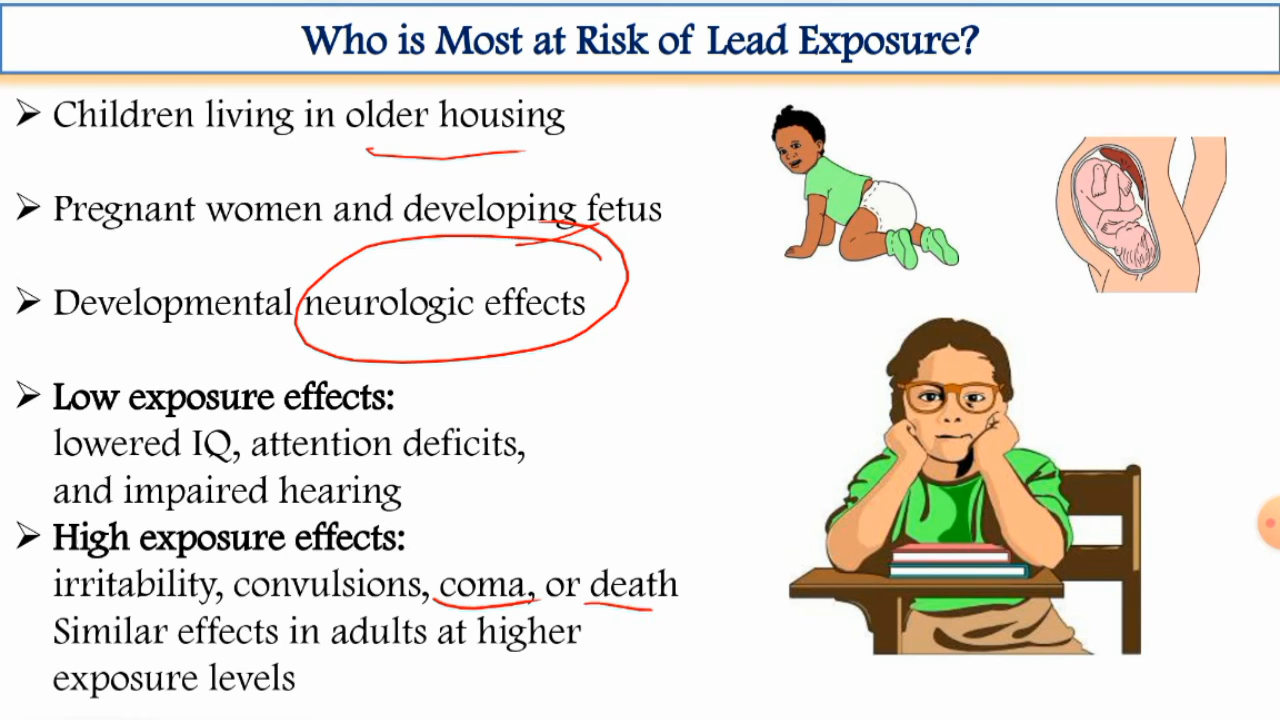 Who is Most at Risk of Lead Exposure?
➢ Children living in older housing
➢ Pregnant women and developing fetus
➢ Developmental neurologic effects
➢ Low exposure effects:
lowered IQ, attention deficits,
and impaired hearing
➢ High exposure effects:
irritability, convulsions, coma, or death
Similar effects in adults at higher
exposure levels